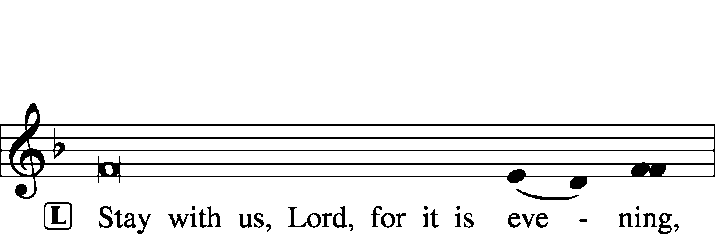 L Stay with us, Lord, for it is eve - ning,